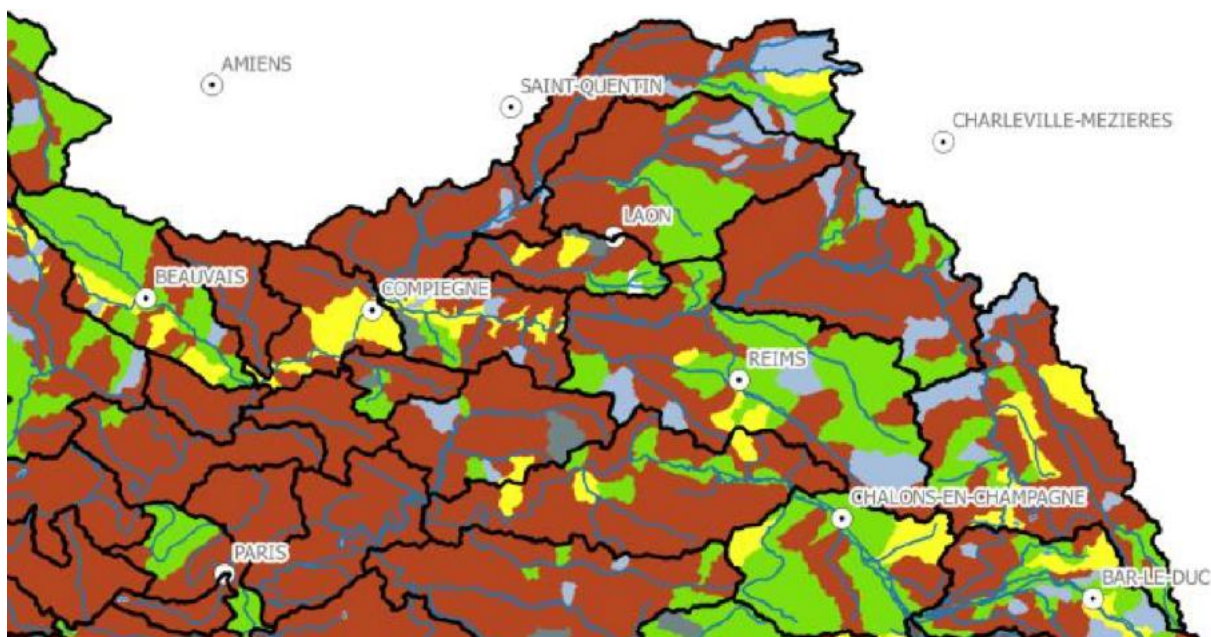 AMIENS
SAINT-QUENTIN
CHARLEVILLE-MEZIERES
LAON
BEAUVAIS
COMPIEGNE
REIMS
CHALONS-EN-CHAMPAGNE
PARIS
BAR-LE-DUC